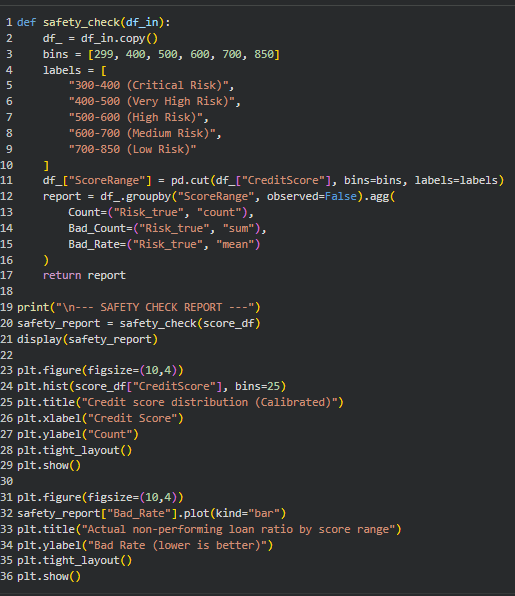 1 def safety_check(df_in):
2     df_ = df_in.copy()
3     bins = [299, 400, 500, 600, 700, 850]
4     labels = [
5         "300-400 (Critical Risk)",
6         "400-500 (Very High Risk)",
7         "500-600 (High Risk)",
8         "600-700 (Medium Risk)",
9         "700-850 (Low Risk)"
10     ]
11     df_["ScoreRange"] = pd.cut(df_["CreditScore"], bins=bins, labels=labels)
12     report = df_.groupby("ScoreRange", observed=False).agg(
13         Count=("Risk_true", "count"),
14         Bad_Count=("Risk_true", "sum"),
15         Bad_Rate=("Risk_true", "mean")
16     )
17     return report
18
19 print("\n--- SAFETY CHECK REPORT ---")
20 safety_report = safety_check(score_df)
21 display(safety_report)
22
23 plt.figure(figsize=(10,4))
24 plt.hist(score_df["CreditScore"], bins=25)
25 plt.title("Credit score distribution (Calibrated)")
26 plt.xlabel("Credit Score")
27 plt.ylabel("Count")
28 plt.tight_layout()
29 plt.show()
30
31 plt.figure(figsize=(10,4))
32 safety_report["Bad_Rate"].plot(kind="bar")
33 plt.title("Actual non-performing loan ratio by score range")
34 plt.ylabel("Bad Rate (lower is better)")
35 plt.tight_layout()
36 plt.show()